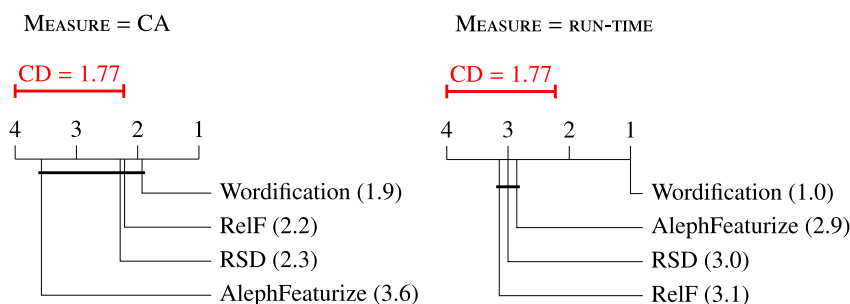 MEASURE = CA
CD = 1.77
4 3 2 1
Wordification (1.9)
RelF (2.2)
RSD (2.3)
AlephFeaturize (3.6)
MEASURE = RUN-TIME
CD = 1.77
4 3 2 1
Wordification (1.0)
AlephFeaturize (2.9)
RSD (3.0)
RelF (3.1)